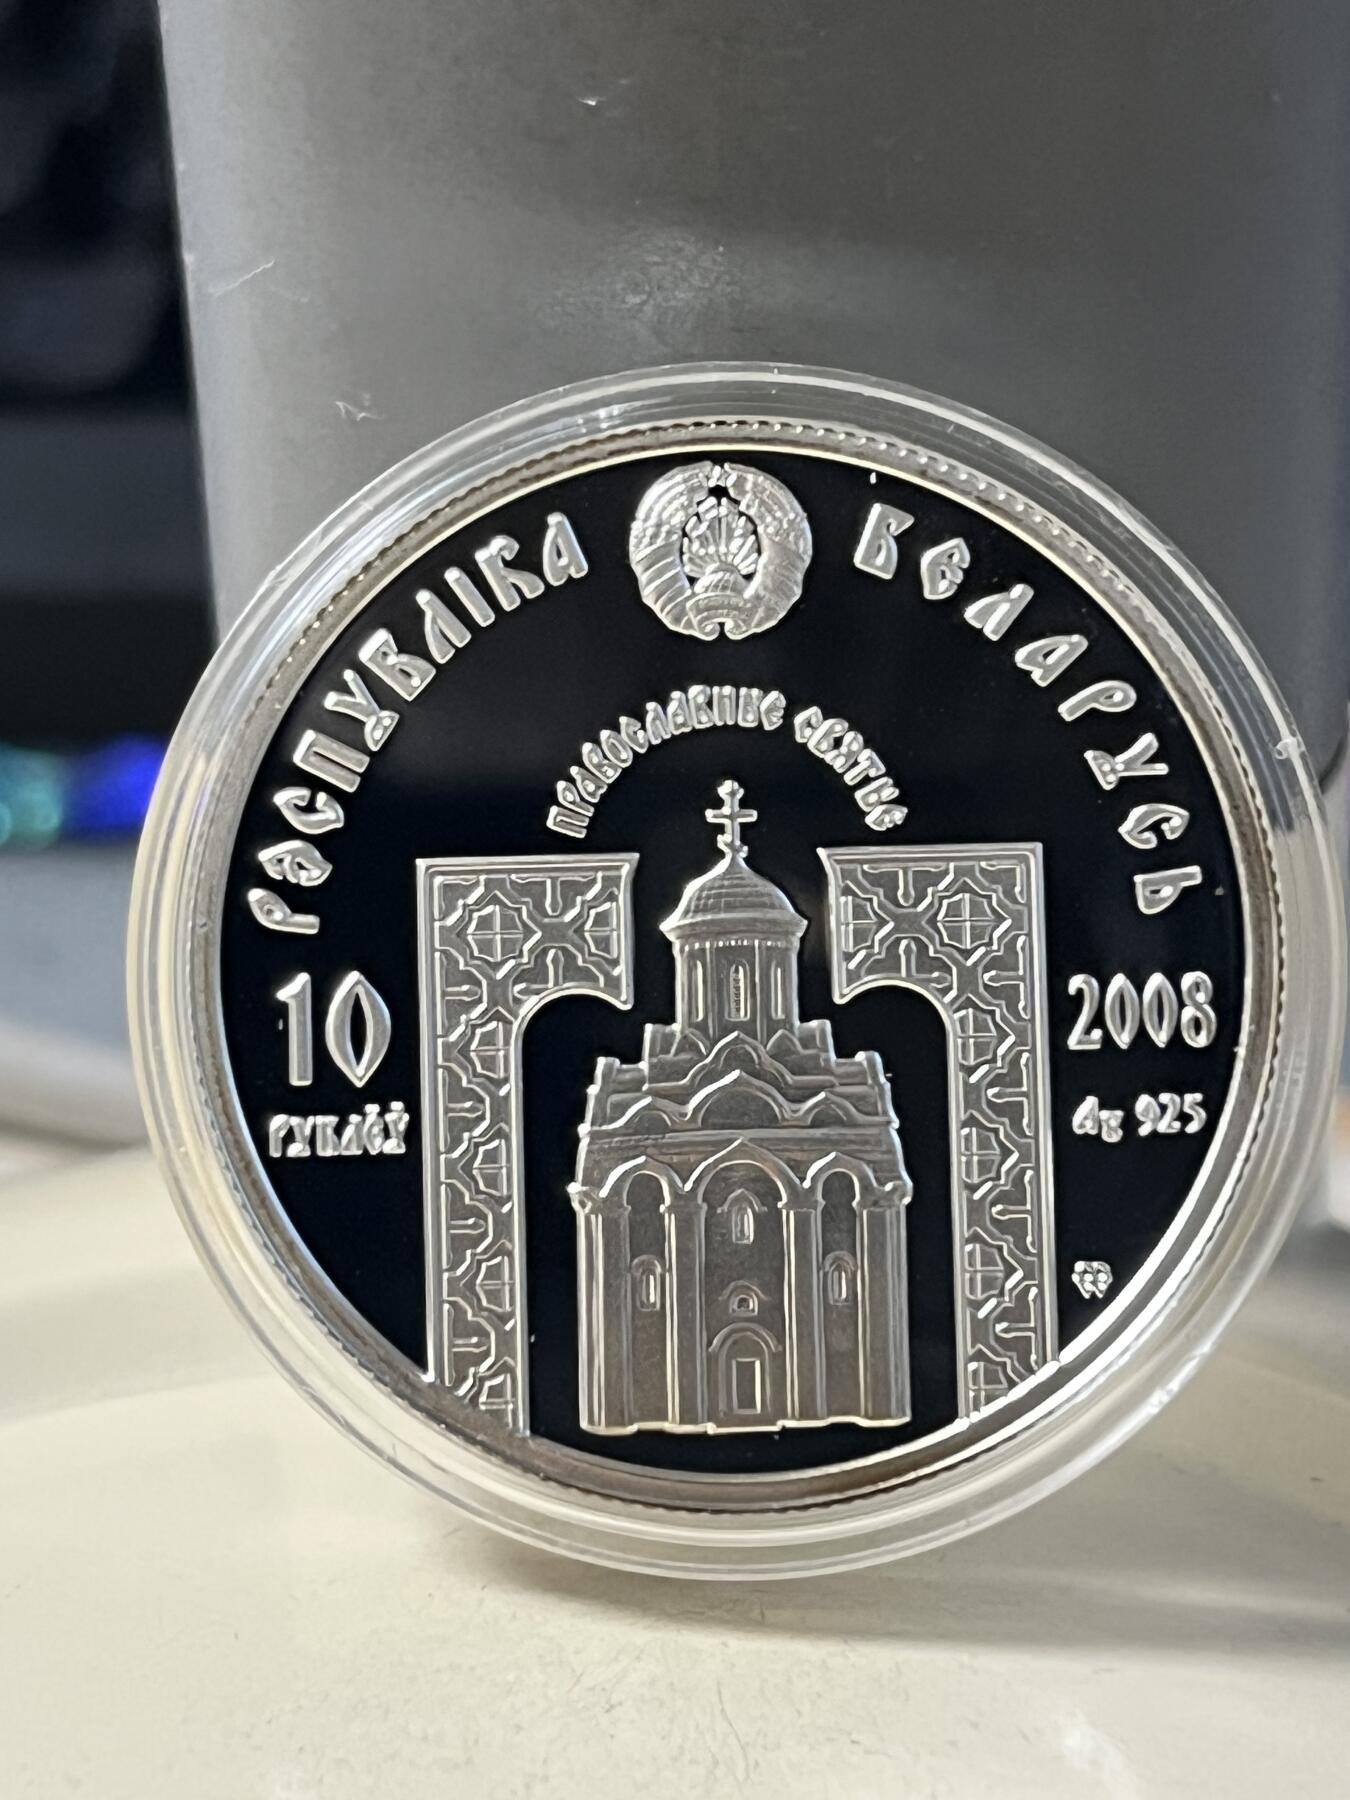 РЭСПУБЛІКА БЕЛАРУСЬ
ПРАВОСЛАВНЫЕ СВЯТЫЕ
10
РУБЛЁЎ
2008
Ag 925